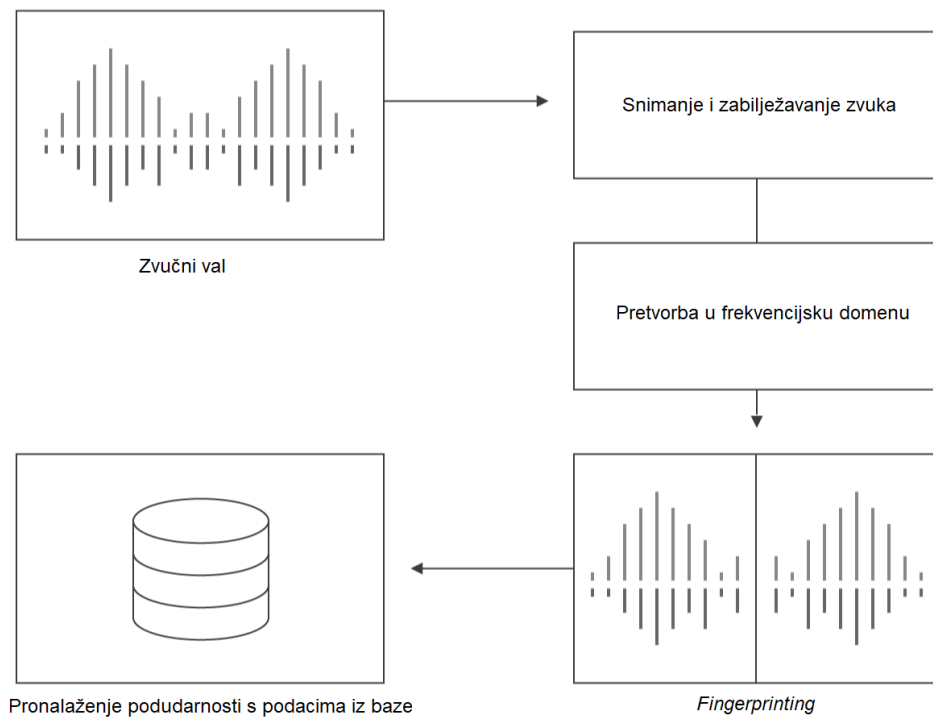 Snimanje i zabilježavanje zvuka
Zvučni val
Pretvorba u frekvencijsku domenu
Pronalaženje podudarnosti s podacima iz baze
Fingerprinting